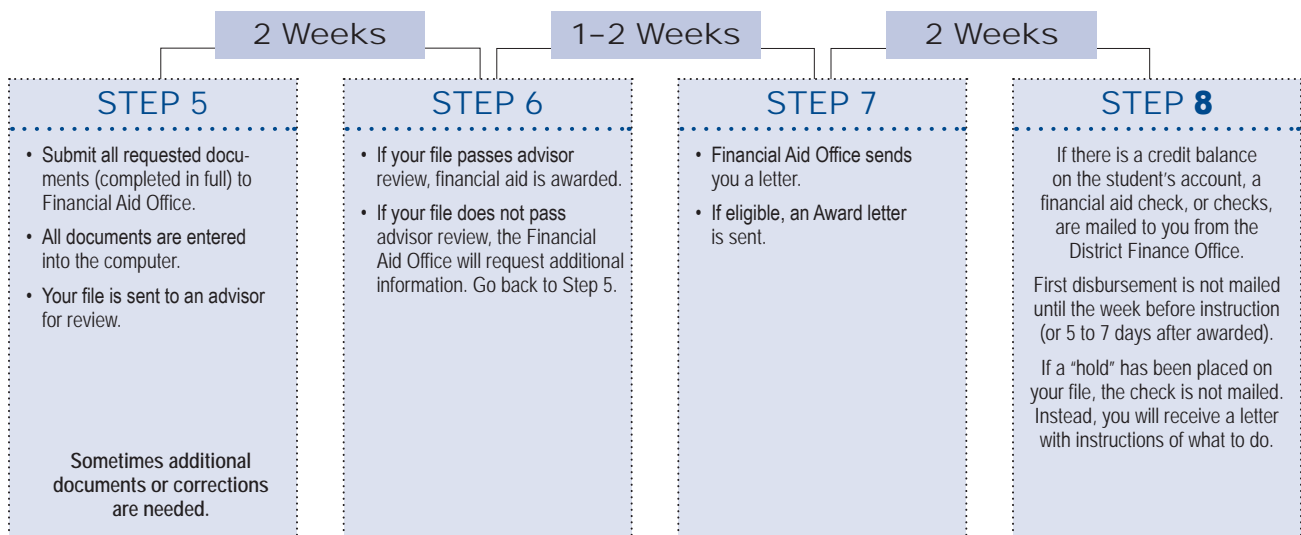 2 Weeks
1–2 Weeks
2 Weeks
STEP 5
• Submit all requested docu-
ments (completed in full) to
Financial Aid Office.
• All documents are entered
into the computer.
• Your file is sent to an advisor
for review.
Sometimes additional
documents or corrections
are needed.
STEP 6
• If your file passes advisor
review, financial aid is awarded.
• If your file does not pass
advisor review, the Financial
Aid Office will request additional
information. Go back to Step 5.
STEP 7
• Financial Aid Office sends
you a letter.
• If eligible, an Award letter
is sent.
STEP 8
If there is a credit balance
on the student’s account, a
financial aid check, or checks,
are mailed to you from the
District Finance Office.
First disbursement is not mailed
until the week before instruction
(or 5 to 7 days after awarded).
If a “hold” has been placed on
your file, the check is not mailed.
Instead, you will receive a letter
with instructions of what to do.